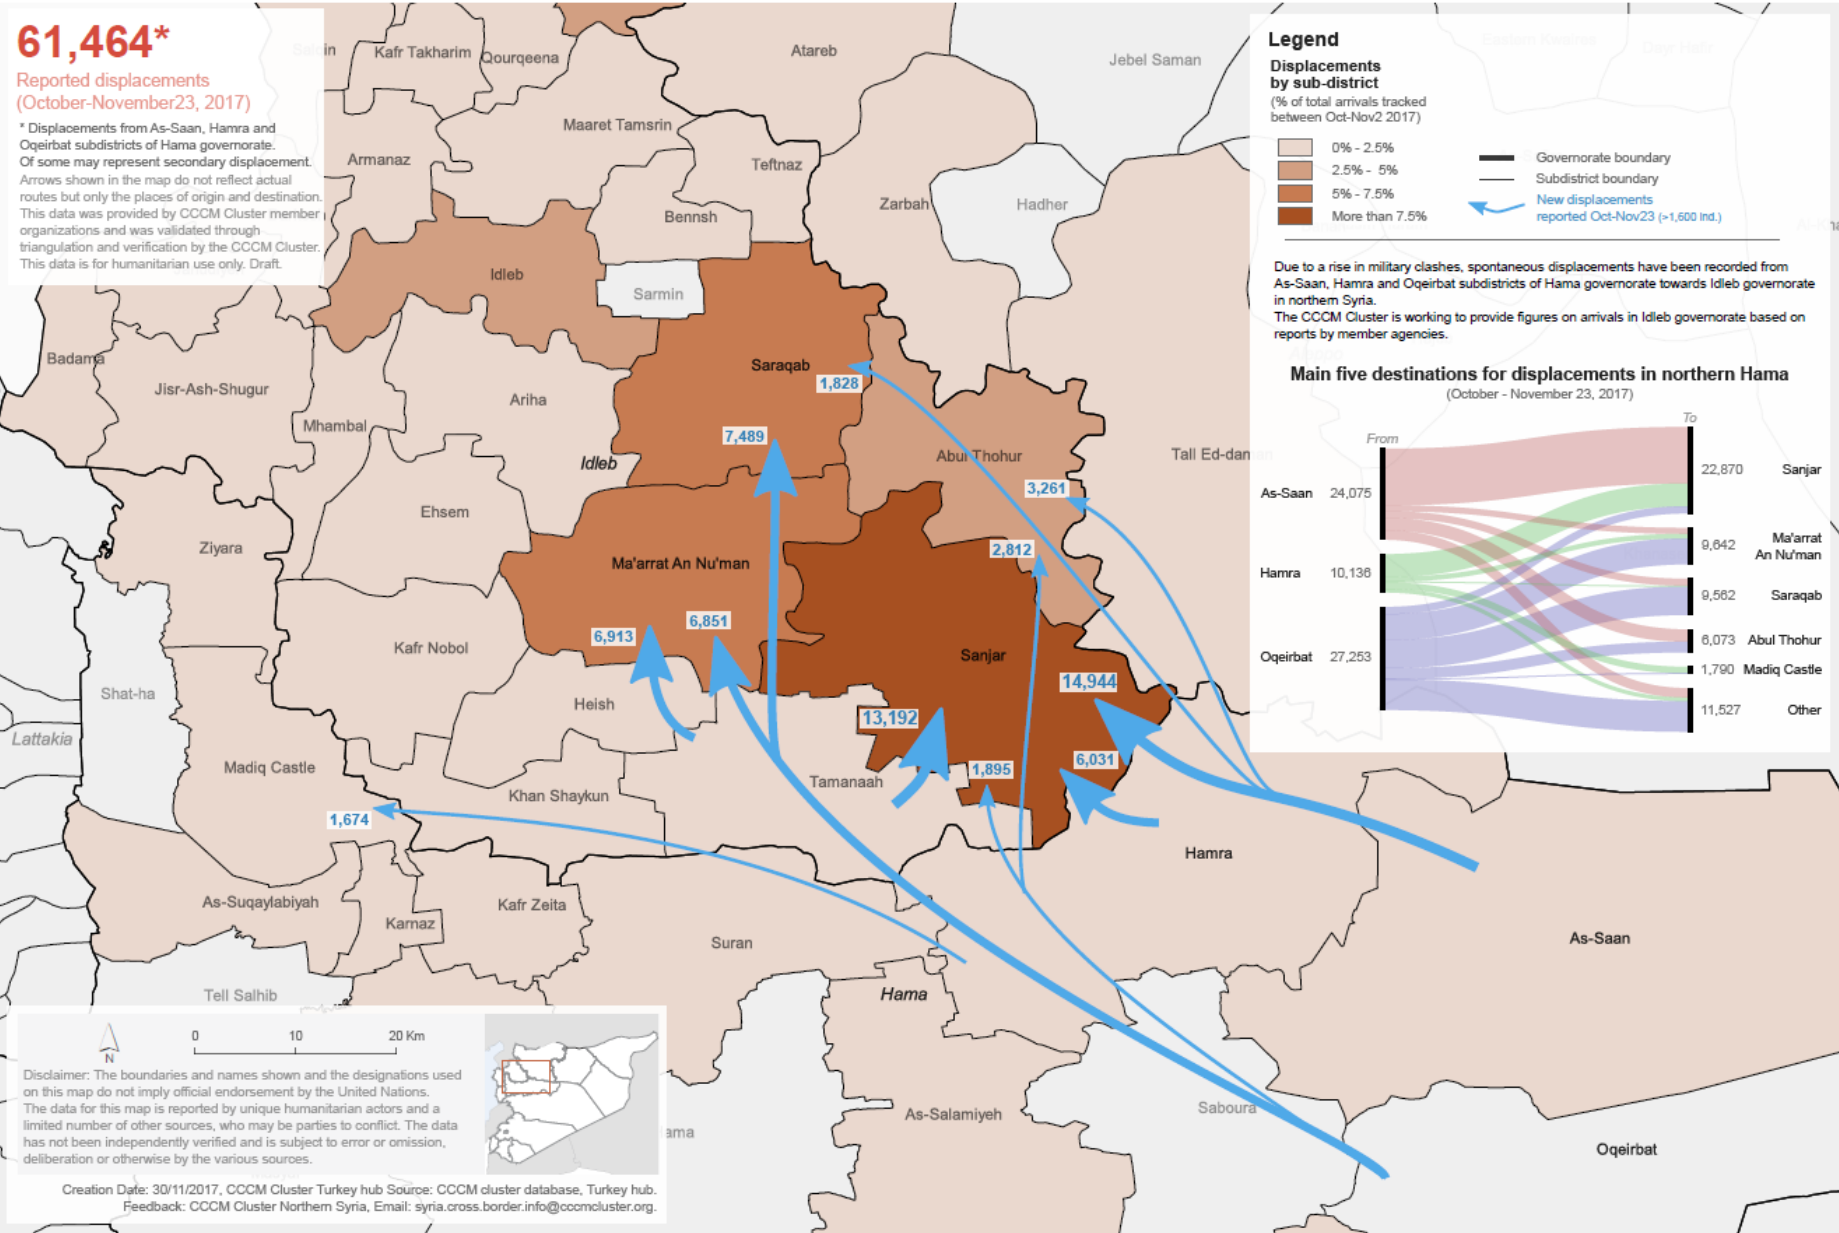 61,464*
Reported displacements
(October-November23, 2017)
* Displacements from As-Saan, Hamra and
Oqeirbat subdistricts of Hama governorate.
Of some may represent secondary displacement.
Arrows shown in the map do not reflect actual
routes but only the places of origin and destination.
This data was provided by CCCM Cluster member
organizations and was validated through
triangulation and verification by the CCCM Cluster.
This data is for humanitarian use only. Draft.
Legend
Displacements
by sub-district
(% of total arrivals tracked
between Oct-Nov2 2017)
0% - 2.5%
2.5% - 5%
5% - 7.5%
More than 7.5%
Governorate boundary
Subdistrict boundary
New displacements
reported Oct-Nov23 (>1,600 Ind.)
Due to a rise in military clashes, spontaneous displacements have been recorded from
As-Saan, Hamra and Oqeirbat subdistricts of Hama governorate towards Idleb governorate
in northern Syria.
The CCCM Cluster is working to provide figures on arrivals in Idleb governorate based on
reports by member agencies.
Main five destinations for displacements in northern Hama
(October - November 23, 2017)
From
To
As-Saan 24,075
Hamra 10,136
Oqeirbat 27,253
22,870 Sanjar
9,642 Ma'arrat
An Nu'man
9,562 Saraqab
6,073 Abul Thohur
1,790 Madiq Castle
11,527 Other
Kafr Takharim
Qourqeena
Atareb
Jebel Saman
Maaret Tamsrin
Armanaz
Teftnaz
Zarbah
Hadher
Bennsh
Idleb
Sarmin
Badama
Jisr-Ash-Shugur
Saraqab
1,828
Ariha
Mhambal
7,489
Idleb
Abul Thohur
Tall Ed-dam
3,261
Ehsem
Ziyara
2,812
Ma'arrat An Nu'man
6,913
6,851
Kafr Nobol
Sanjar
14,944
Shat-ha
Heish
13,192
Lattakia
Madiq Castle
Tamanaah
1,895
6,031
Khan Shaykun
1,674
Hamra
As-Suqaylabiyah
Kafr Zeita
Karnaz
Suran
As-Saan
Tell Salhib
Hama
As-Salamiyeh
Saboura
Oqeirbat
ama
N
0 10 20 Km
Disclaimer: The boundaries and names shown and the designations used
on this map do not imply official endorsement by the United Nations.
The data for this map is reported by unique humanitarian actors and a
limited number of other sources, who may be parties to conflict. The data
has not been independently verified and is subject to error or omission,
deliberation or otherwise by the various sources.
Creation Date: 30/11/2017, CCCM Cluster Turkey hub Source: CCCM cluster database, Turkey hub.
Feedback: CCCM Cluster Northern Syria, Email: syria.cross.border.info@cccmcluster.org.